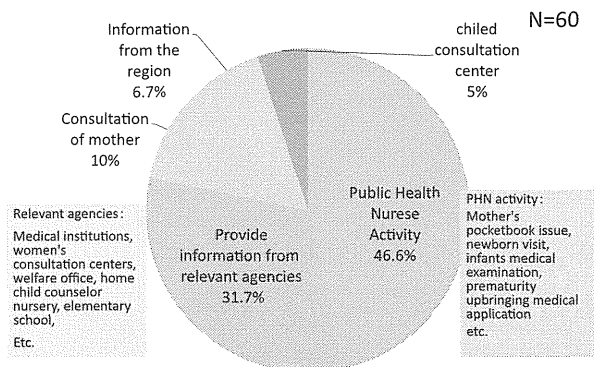 N=60
Information
from the
region
6.7%
chiled
consultation
center
5%
Consultation
of mother
10%
Public Health
Nurese
Activity
46.6%
Provide
information from
relevant agencies
31.7%
Relevant agencies:
Medical institutions,
women's
consultation centers,
welfare office, home
child counselor
nursery, elementary
school,
Etc.
PHN activity:
Mother's
pocketbook issue,
newborn visit,
infants medical
examination,
prematurity
upbringing medical
application
etc.